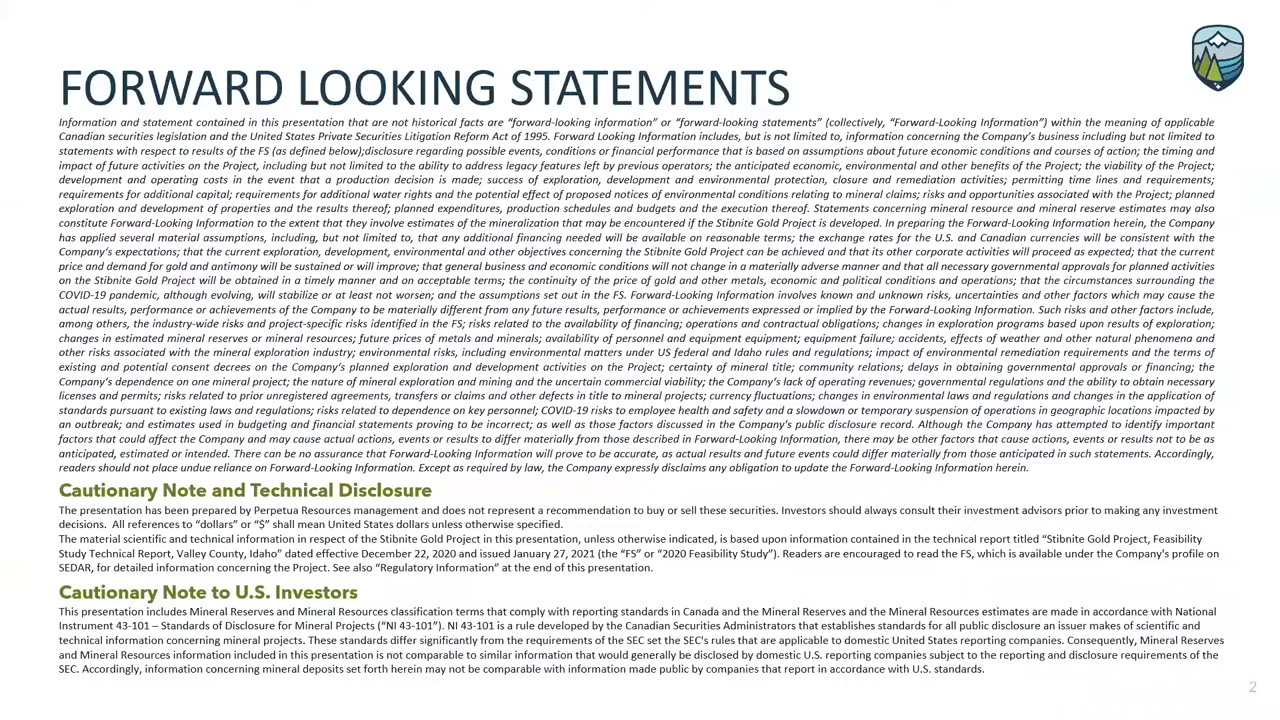 FORWARD LOOKING STATEMENTS
Information and statement contained in this presentation that are not historical facts are “forward-looking information” or “forward-looking statements” (collectively, “Forward-Looking Information”) within the meaning of applicable
Canadian securities legislation and the United States Private Securities Litigation Reform Act of 1995. Forward Looking Information includes, but is not limited to, information concerning the Company’s business including but not limited to
statements with respect to results of the FS (as defined below);disclosure regarding possible events, conditions or financial performance that is based on assumptions about future economic conditions and courses of action; the timing and
impact of future activities on the Project, including but not limited to the ability to address legacy features left by previous operators; the anticipated economic, environmental and other benefits of the Project; the viability of the Project;
development and operating costs in the event that a production decision is made; success of exploration, development and environmental protection, closure and remediation activities; permitting time lines and requirements;
requirements for additional capital; requirements for additional water rights and the potential effect of proposed notices of environmental conditions relating to mineral claims; risks and opportunities associated with the Project; planned
exploration and development of properties and the results thereof; planned expenditures, production schedules and budgets and the execution thereof. Statements concerning mineral resource and mineral reserve estimates may also
constitute Forward-Looking Information to the extent that they involve estimates of the mineralization that may be encountered if the Stibnite Gold Project is developed. In preparing the Forward-Looking Information herein, the Company
has applied several material assumptions, including, but not limited to, that any additional financing needed will be available on reasonable terms; the exchange rates for the U.S. and Canadian currencies will be consistent with the
Company’s expectations; that the current exploration, development, environmental and other objectives concerning the Stibnite Gold Project can be achieved and that its other corporate activities will proceed as expected; that the current
price and demand for gold and antimony will be sustained or will improve; that general business and economic conditions will not change in a materially adverse manner and that all necessary governmental approvals for planned activities
on the Stibnite Gold Project will be obtained in a timely manner and on acceptable terms; the continuity of the price of gold and other metals, economic and political conditions and operations; that the circumstances surrounding the
COVID-19 pandemic, although evolving, will stabilize or at least not worsen; and the assumptions set out in the FS. Forward-Looking Information involves known and unknown risks, uncertainties and other factors which may cause the
actual results, performance or achievements of the Company to be materially different from any future results, performance or achievements expressed or implied by the Forward-Looking Information. Such risks and other factors include,
among others, the industry-wide risks and project-specific risks identified in the FS; risks related to the availability of financing; operations and contractual obligations; changes in exploration programs based upon results of exploration;
changes in estimated mineral reserves or mineral resources; future prices of metals and minerals; availability of personnel and equipment equipment; equipment failure; accidents, effects of weather and other natural phenomena and
other risks associated with the mineral exploration industry; environmental risks, including environmental matters under US federal and Idaho rules and regulations; impact of environmental remediation requirements and the terms of
existing and potential consent decrees on the Company’s planned exploration and development activities on the Project; certainty of mineral title; community relations; delays in obtaining governmental approvals or financing; the
Company’s dependence on one mineral project; the nature of mineral exploration and mining and the uncertain commercial viability; the Company’s lack of operating revenues; governmental regulations and the ability to obtain necessary
licenses and permits; risks related to prior unregistered agreements, transfers or claims and other defects in title to mineral projects; currency fluctuations; changes in environmental laws and regulations and changes in the application of
standards pursuant to existing laws and regulations; risks related to dependence on key personnel; COVID-19 risks to employee health and safety and a slowdown or temporary suspension of operations in geographic locations impacted by
an outbreak; and estimates used in budgeting and financial statements proving to be incorrect; as well as those factors discussed in the Company's public disclosure record. Although the Company has attempted to identify important
factors that could affect the Company and may cause actual actions, events or results to differ materially from those described in Forward-Looking Information, there may be other factors that cause actions, events or results not to be as
anticipated, estimated or intended. There can be no assurance that Forward-Looking Information will prove to be accurate, as actual results and future events could differ materially from those anticipated in such statements. Accordingly,
readers should not place undue reliance on Forward-Looking Information. Except as required by law, the Company expressly disclaims any obligation to update the Forward-Looking Information herein.
Cautionary Note and Technical Disclosure
The presentation has been prepared by Perpetua Resources management and does not represent a recommendation to buy or sell these securities. Investors should always consult their investment advisors prior to making any investment
decisions. All references to “dollars” or “$” shall mean United States dollars unless otherwise specified.
The material scientific and technical information in respect of the Stibnite Gold Project in this presentation, unless otherwise indicated, is based upon information contained in the technical report titled “Stibnite Gold Project, Feasibility
Study Technical Report, Valley County, Idaho” dated effective December 22, 2020 and issued January 27, 2021 (the “FS” or “2020 Feasibility Study”). Readers are encouraged to read the FS, which is available under the Company's profile on
SEDAR, for detailed information concerning the Project. See also “Regulatory Information” at the end of this presentation.
Cautionary Note to U.S. Investors
This presentation includes Mineral Reserves and Mineral Resources classification terms that comply with reporting standards in Canada and the Mineral Reserves and the Mineral Resources estimates are made in accordance with National
Instrument 43-101 – Standards of Disclosure for Mineral Projects (“NI 43-101”). NI 43-101 is a rule developed by the Canadian Securities Administrators that establishes standards for all public disclosure an issuer makes of scientific and
technical information concerning mineral projects. These standards differ significantly from the requirements of the SEC set the SEC's rules that are applicable to domestic United States reporting companies. Consequently, Mineral Reserves
and Mineral Resources information included in this presentation is not comparable to similar information that would generally be disclosed by domestic U.S. reporting companies subject to the reporting and disclosure requirements of the
SEC. Accordingly, information concerning mineral deposits set forth herein may not be comparable with information made public by companies that report in accordance with U.S. standards.
2